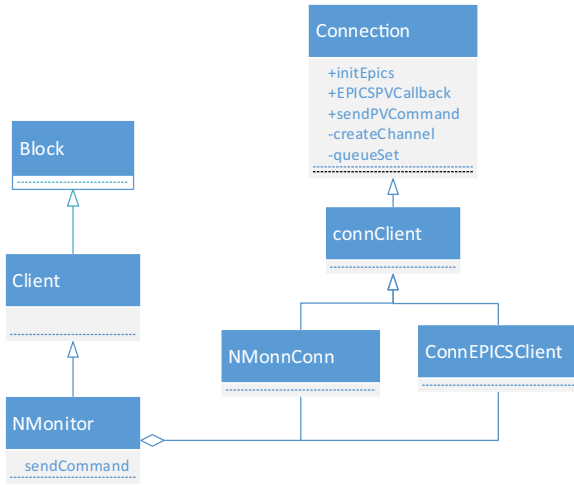 Connection
+initEpics
+EPICSPVCallback
+sendPVCommand
-createChannel
-queueSet
Block
connClient
Client
NMonnConn
ConnEPICSClient
NMonitor
sendCommand